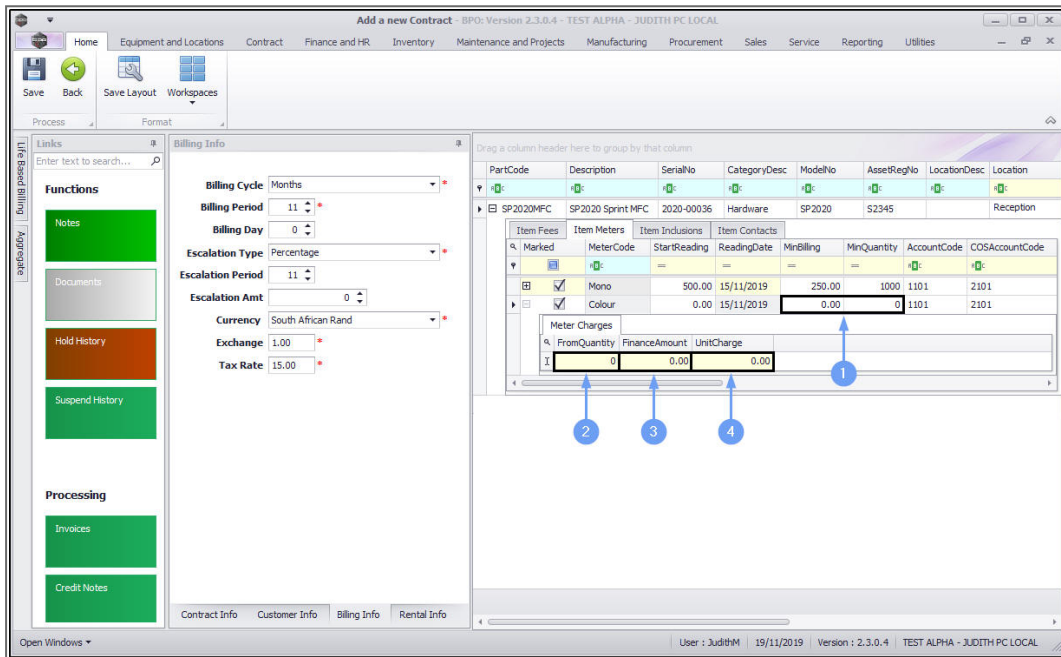 Add a new Contract - BPO: Version 2.3.0.4 - TEST ALPHA - JUDITH PC LOCAL
Home Equipment and Locations Contract Finance and HR Inventory Maintenance and Projects Manufacturing Procurement Sales Service Reporting Utilities
Save Back Save Layout Workspaces
Process Format
Life Based Billing
Aggregate
Links
Enter text to search...
Functions
Notes
Documents
Hold History
Suspend History
Processing
Invoices
Credit Notes
Billing Info
Billing Cycle Months *
Billing Period 11 *
Billing Day 0
Escalation Type Percentage *
Escalation Period 11
Escalation Amt 0
Currency South African Rand *
Exchange 1.00 *
Tax Rate 15.00 *
Contract Info Customer Info Billing Info Rental Info
Drag a column header here to group by that column
PartCode Description SerialNo CategoryDesc ModelNo AssetRegNo LocationDesc Location
SP2020MFC SP2020 Sprint MFC 2020-00036 Hardware SP2020 S2345 Reception
Item Fees Item Meters Item Inclusions Item Contacts
Marked MeterCode StartReading ReadingDate MinBilling MinQuantity AccountCode COSAccountCode
Mono 500.00 15/11/2019 250.00 1000 1101 2101
Colour 0.00 15/11/2019 0.00 0 1101 2101
Meter Charges
FromQuantity FinanceAmount UnitCharge
0 0.00 0.00
1
2 3 4
Open Windows User : JudithM 19/11/2019 Version : 2.3.0.4 TEST ALPHA - JUDITH PC LOCAL